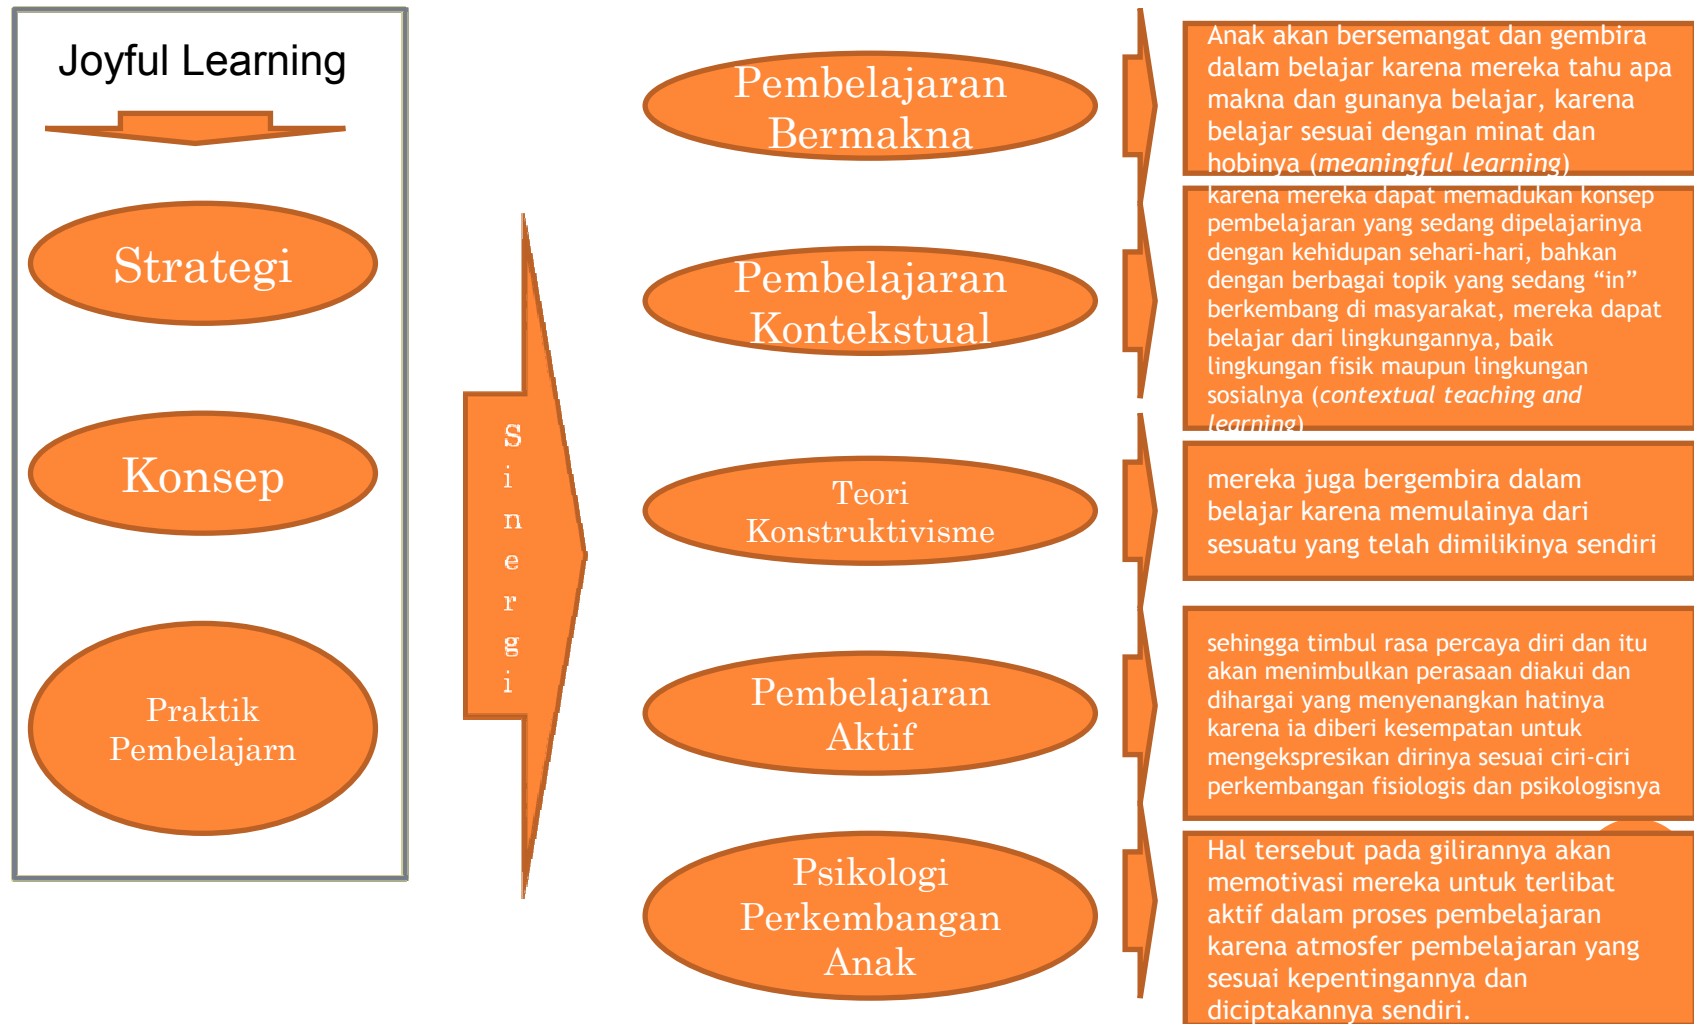 Joyful Learning
Strategi
Konsep
Praktik
Pembelajarn
S
i
n
e
r
g
i
Pembelajaran
Bermakna
Anak akan bersemangat dan gembira
dalam belajar karena mereka tahu apa
makna dan gunanya belajar, karena
belajar sesuai dengan minat dan
hobinya (meaningful learning)
Pembelajaran
Kontekstual
karena mereka dapat memadukan konsep
pembelajaran yang sedang dipelajarinya
dengan kehidupan sehari-hari, bahkan
dengan berbagai topik yang sedang “in”
berkembang di masyarakat, mereka dapat
belajar dari lingkungannya, baik
lingkungan fisik maupun lingkungan
sosialnya (contextual teaching and
learning)
Teori
Konstruktivisme
mereka juga bergembira dalam
belajar karena memulainya dari
sesuatu yang telah dimilikinya sendiri
Pembelajaran
Aktif
sehingga timbul rasa percaya diri dan itu
akan menimbulkan perasaan diakui dan
dihargai yang menyenangkan hatinya
karena ia diberi kesempatan untuk
mengekspresikan dirinya sesuai ciri-ciri
perkembangan fisiologis dan psikologisnya
Psikologi
Perkembangan
Anak
Hal tersebut pada gilirannya akan
memotivasi mereka untuk terlibat
aktif dalam proses pembelajaran
karena atmosfer pembelajaran yang
sesuai kepentingannya dan
diciptakannya sendiri.